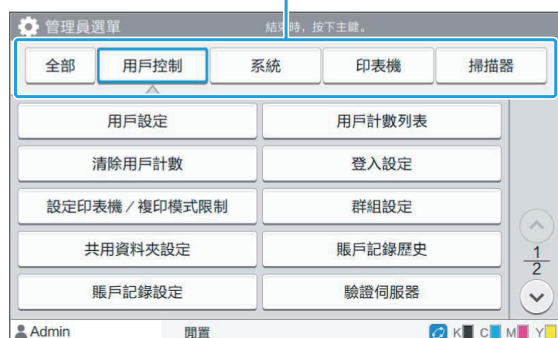 管理員選單 結束時，按下主鍵。
全部 用戶控制 系統 印表機 掃描器
用戶設定 用戶計數列表
清除用戶計數 登入設定
設定印表機／複印模式限制 群組設定
共用資料夾設定 賬戶記錄歷史
賬戶記錄設定 驗證伺服器
1
2
Admin 閒置 K C M Y